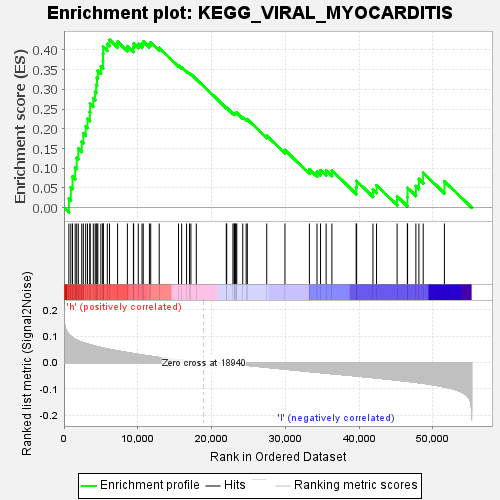 Enrichment plot: KEGG_VIRAL_MYOCARDITIS
Enrichment score (ES)
0.40
0.35
0.30
0.25
0.20
0.15
0.10
0.05
0.00
'h' (positively correlated)
Ranked list metric (Signal2Noise)
0.2
0.1
0.0
-0.1
-0.2
Zero cross at 18940
'l' (negatively correlated)
0 10,000 20,000 30,000 40,000 50,000
Rank in Ordered Dataset
Enrichment profile Hits Ranking metric scores